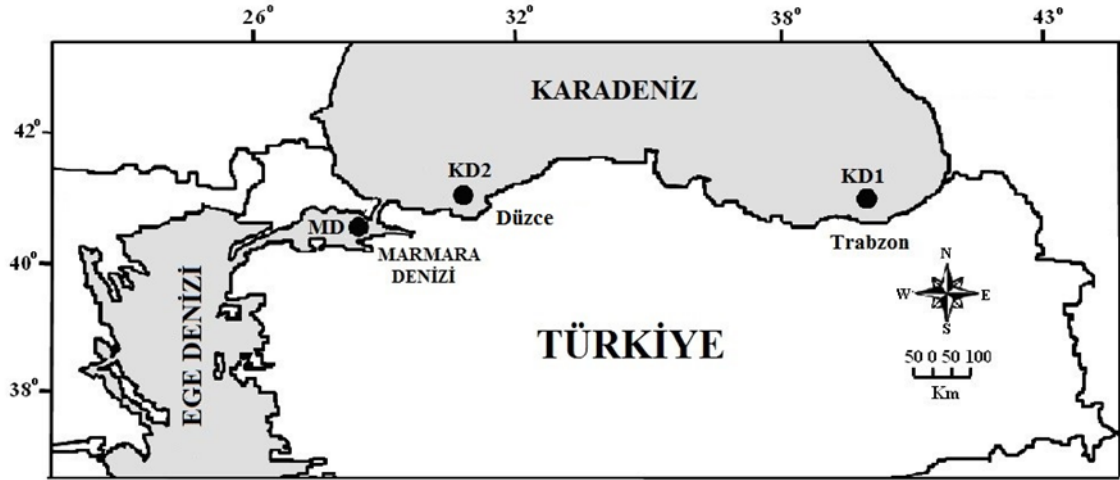 26° 32° 38° 43°
KARADENİZ
42°
KD2
KD1
Düzce
MD
Trabzon
MARMARA
DENİZİ
40°
N
W E
S
EGE DENİZİ
TÜRKİYE
50 0 50 100
Km
38°